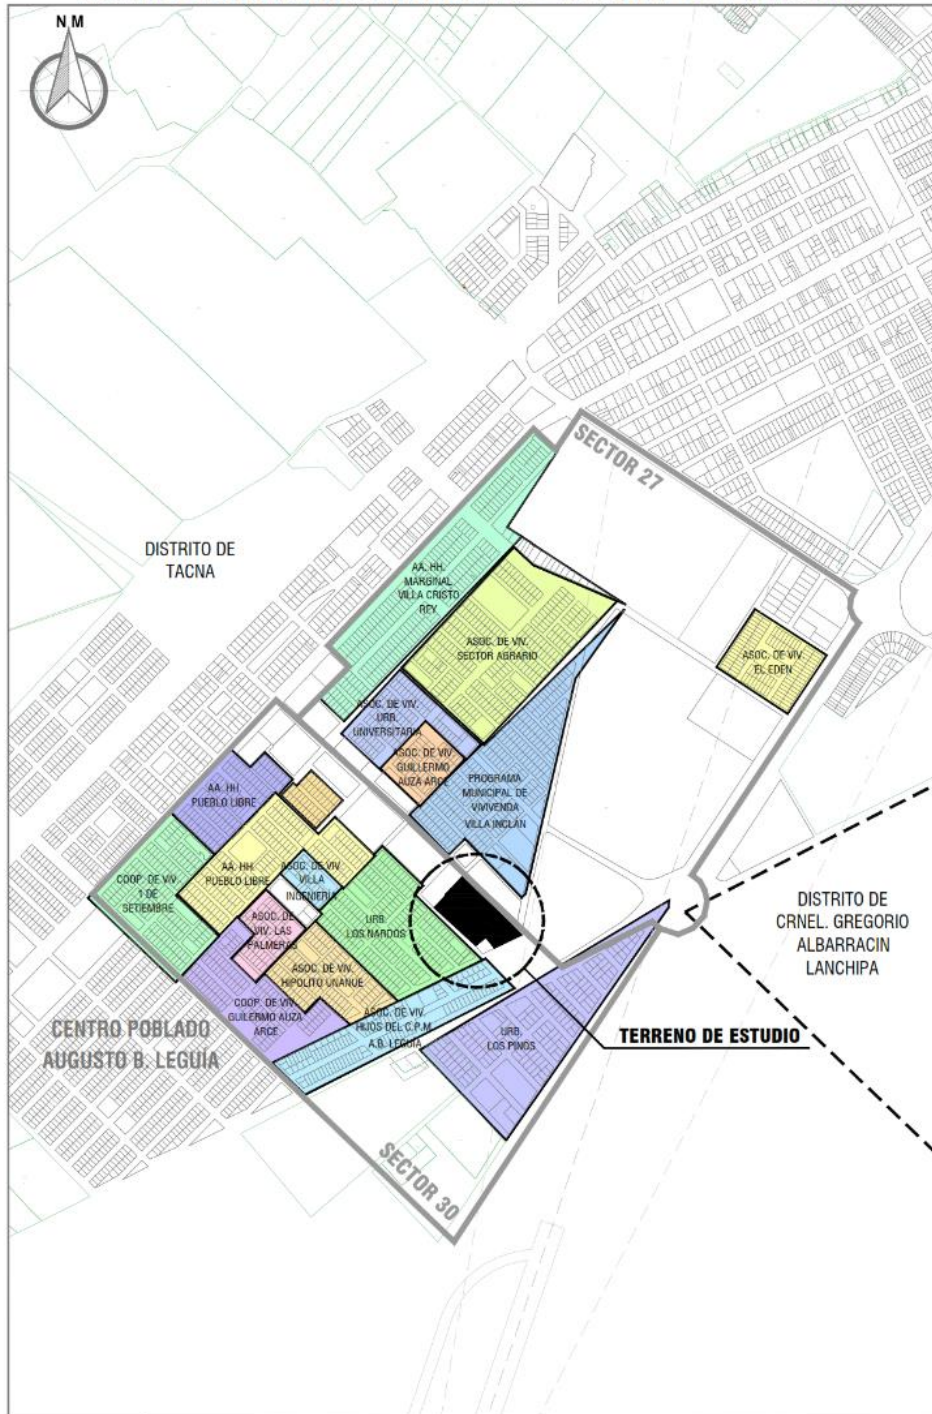 N M
SECTOR 27
DISTRITO DE
TACNA
AA. HH.
MARGINAL
VILLA CRISTO
REY
ASOC. DE VIV.
SECTOR AGRARIO
ASOC. DE VIV.
EL EDEN
ASOC. DE VIV.
URB.
UNIVERSITARIA
ASOC. DE VIV.
GUILLERMO
AUZA ARCE
PROGRAMA
MUNICIPAL DE
VIVIVENDA
VILLA INCLÁN
AA. HH.
PUEBLO LIBRE
COOP. DE VIV.
1 DE
SETIEMBRE
AA. HH.
PUEBLO LIBRE
ASOC. DE VIV.
VILLA
INGENIERIA
ASOC. DE
VIV. LAS
PALMERAS
URB.
LOS NARDOS
ASOC. DE VIV.
HIPOLITO UNANUE
COOP. DE VIV.
GUILERMO AUZA
ARCE
ASOC. DE VIV.
HIJOS DEL C.P.M.
A.B. LEGUIA
URB.
LOS PINOS
DISTRITO DE
CRNEL. GREGORIO
ALBARRACIN
LANCHIPA
TERRENO DE ESTUDIO
CENTRO POBLADO
AUGUSTO B. LEGUÍA
SECTOR 30